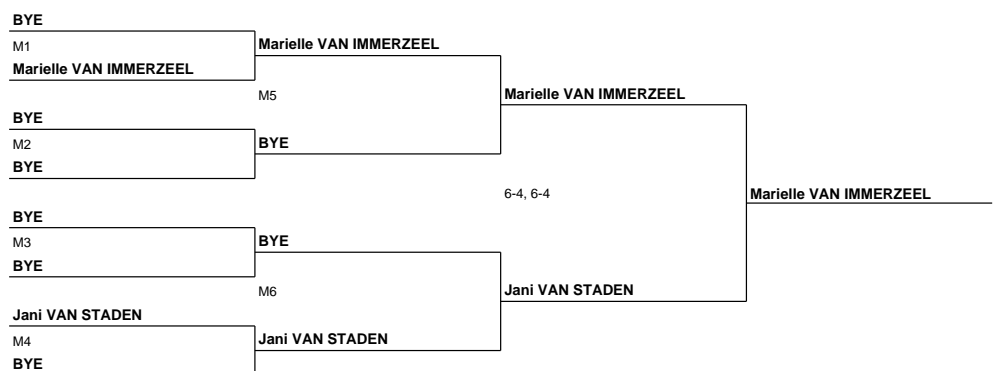 BYE
M1
Marielle VAN IMMERZEEL
BYE
M2
BYE
BYE
M3
BYE
Jani VAN STADEN
M4
BYE
Marielle VAN IMMERZEEL
M5
BYE
BYE
M6
Jani VAN STADEN
Marielle VAN IMMERZEEL
6-4, 6-4
Jani VAN STADEN
Marielle VAN IMMERZEEL